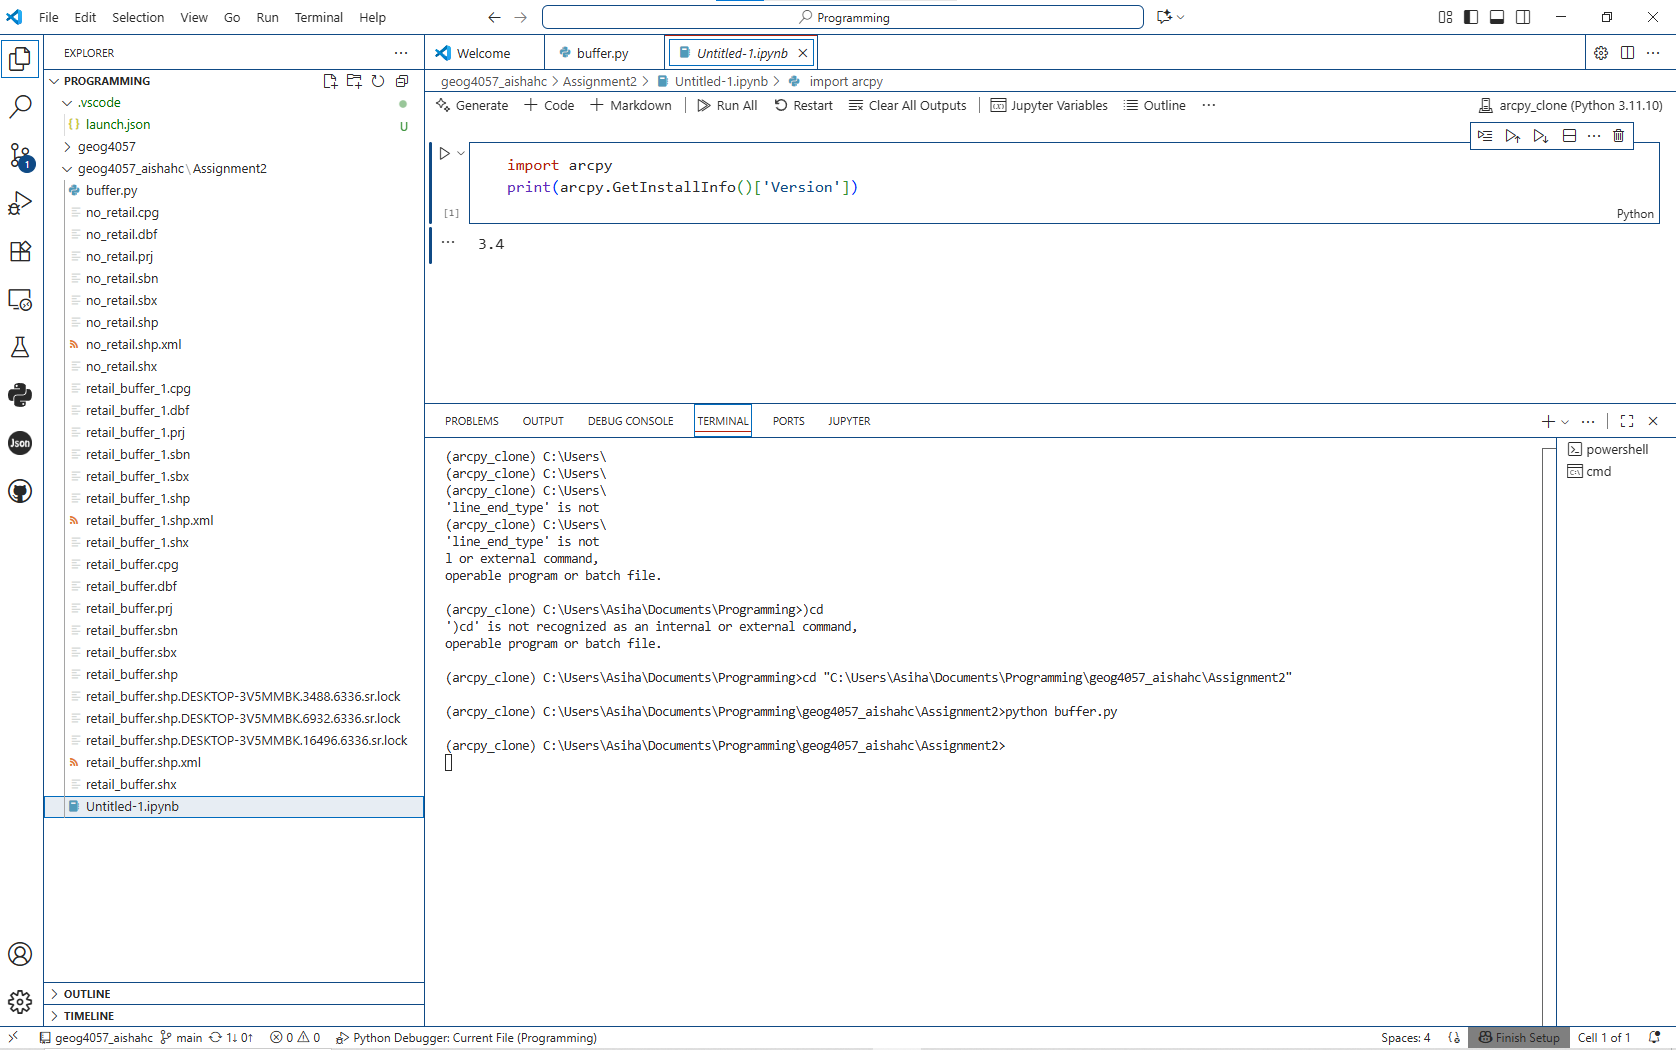 File Edit Selection View Go Run Terminal Help
Programming
EXPLORER
PROGRAMMING
.vscode
{} launch.json U
geog4057
geog4057_aishahc\Assignment2
buffer.py
no_retail.cpg
no_retail.dbf
no_retail.prj
no_retail.sbn
no_retail.sbx
no_retail.shp
no_retail.shp.xml
no_retail.shx
retail_buffer_1.cpg
retail_buffer_1.dbf
retail_buffer_1.prj
retail_buffer_1.sbn
retail_buffer_1.sbx
retail_buffer_1.shp
retail_buffer_1.shp.xml
retail_buffer_1.shx
retail_buffer.cpg
retail_buffer.dbf
retail_buffer.prj
retail_buffer.sbn
retail_buffer.sbx
retail_buffer.shp
retail_buffer.shp.DESKTOP-3V5MMBK.3488.6336.sr.lock
retail_buffer.shp.DESKTOP-3V5MMBK.6932.6336.sr.lock
retail_buffer.shp.DESKTOP-3V5MMBK.16496.6336.sr.lock
retail_buffer.shp.xml
retail_buffer.shx
Untitled-1.ipynb
OUTLINE
TIMELINE
1
Json
Welcome buffer.py Untitled-1.ipynb
geog4057_aishahc > Assignment2 > Untitled-1.ipynb > import arcpy
Generate + Code + Markdown | Run All Restart Clear All Outputs | Jupyter Variables Outline ... arcpy_clone (Python 3.11.10)
import arcpy
print(arcpy.GetInstallInfo()['Version'])
[1]
Python
... 3.4
PROBLEMS OUTPUT DEBUG CONSOLE TERMINAL PORTS JUPYTER
(arcpy_clone) C:\Users\
(arcpy_clone) C:\Users\
(arcpy_clone) C:\Users\
'line_end_type' is not
(arcpy_clone) C:\Users\
'line_end_type' is not
l or external command,
operable program or batch file.
(arcpy_clone) C:\Users\Asiha\Documents\Programming>)cd
')cd' is not recognized as an internal or external command,
operable program or batch file.
(arcpy_clone) C:\Users\Asiha\Documents\Programming>cd "C:\Users\Asiha\Documents\Programming\geog4057_aishahc\Assignment2"
(arcpy_clone) C:\Users\Asiha\Documents\Programming\geog4057_aishahc\Assignment2>python buffer.py
(arcpy_clone) C:\Users\Asiha\Documents\Programming\geog4057_aishahc\Assignment2>
powershell
cmd
geog4057_aishahc main 1↓ 0↑ 0 0 Python Debugger: Current File (Programming)
Spaces: 4 Finish Setup Cell 1 of 1